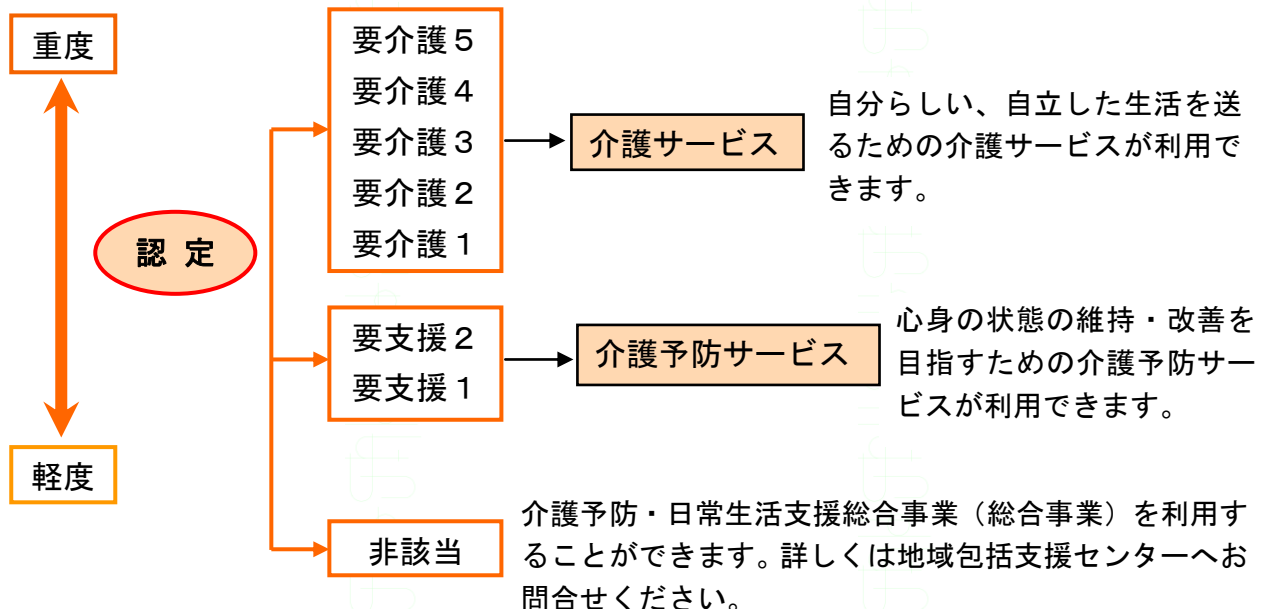 重度
軽度
認 定
要介護５
要介護４
要介護３
要介護２
要介護１
介護サービス
自分らしい、自立した生活を送
るための介護サービスが利用で
きます。
要支援２
要支援１
介護予防サービス
心身の状態の維持・改善を
目指すための介護予防サー
ビスが利用できます。
非該当
介護予防・日常生活支援総合事業（総合事業）を利用す
ることができます。詳しくは地域包括支援センターへお
問合せください。